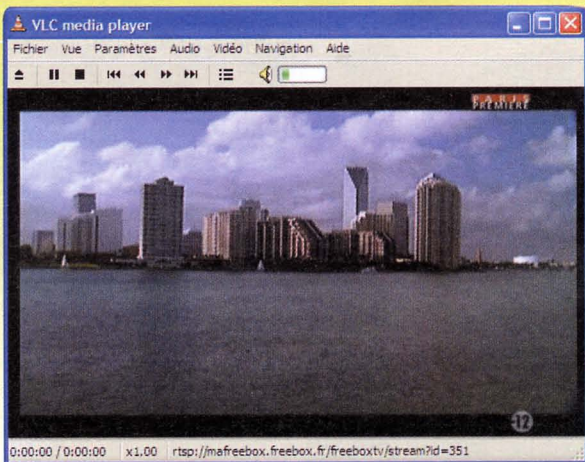 VLC media player
Fichier Vue Paramètres Audio Vidéo Navigation Aide
PARIS
PREMIERE
-12
0:00:00 / 0:00:00 x1.00 rtsp://mafreebox.freebox.fr/freeboxtv/stream?id=351